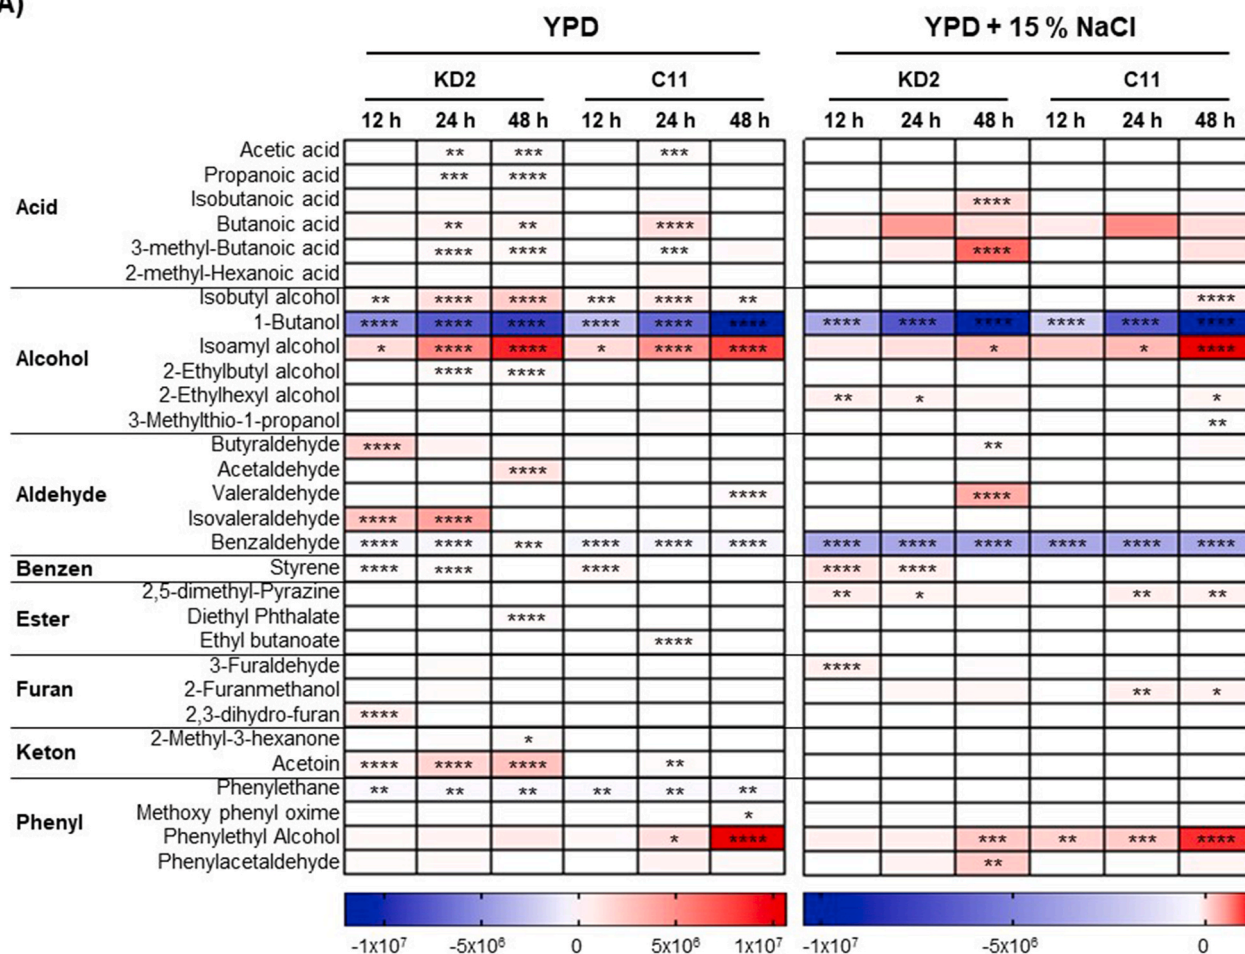 A)
YPD YPD + 15 % NaCl
KD2 C11 KD2 C11
12 h 24 h 48 h 12 h 24 h 48 h 12 h 24 h 48 h 12 h 24 h 48 h
Acid
Acetic acid ** *** ***
Propanoic acid *** ****
Isobutanoic acid ****
Butanoic acid ** ** ****
3-methyl-Butanoic acid **** **** *** ****
2-methyl-Hexanoic acid
Alcohol
Isobutyl alcohol ** **** **** *** **** ** ****
1-Butanol **** **** **** **** **** **** **** **** **** **** **** ****
Isoamyl alcohol * **** **** * **** **** * * ****
2-Ethylbutyl alcohol **** ****
2-Ethylhexyl alcohol ** * *
3-Methylthio-1-propanol **
Aldehyde
Butyraldehyde **** **
Acetaldehyde ****
Valeraldehyde **** ****
Isovaleraldehyde **** ****
Benzaldehyde **** **** *** **** **** **** **** **** **** **** **** ****
Benzen
Styrene **** **** **** **** ****
Ester
2,5-dimethyl-Pyrazine ** * ** **
Diethyl Phthalate ****
Ethyl butanoate ****
Furan
3-Furaldehyde ****
2-Furanmethanol ** *
2,3-dihydro-furan ****
Keton
2-Methyl-3-hexanone *
Acetoin **** **** **** **
Phenyl
Phenylethane ** ** ** ** ** **
Methoxy phenyl oxime *
Phenylethyl Alcohol * **** *** ** *** ****
Phenylacetaldehyde **
-1x10⁷ -5x10⁶ 0 5x10⁶ 1x10⁷ -1x10⁷ -5x10⁶ 0